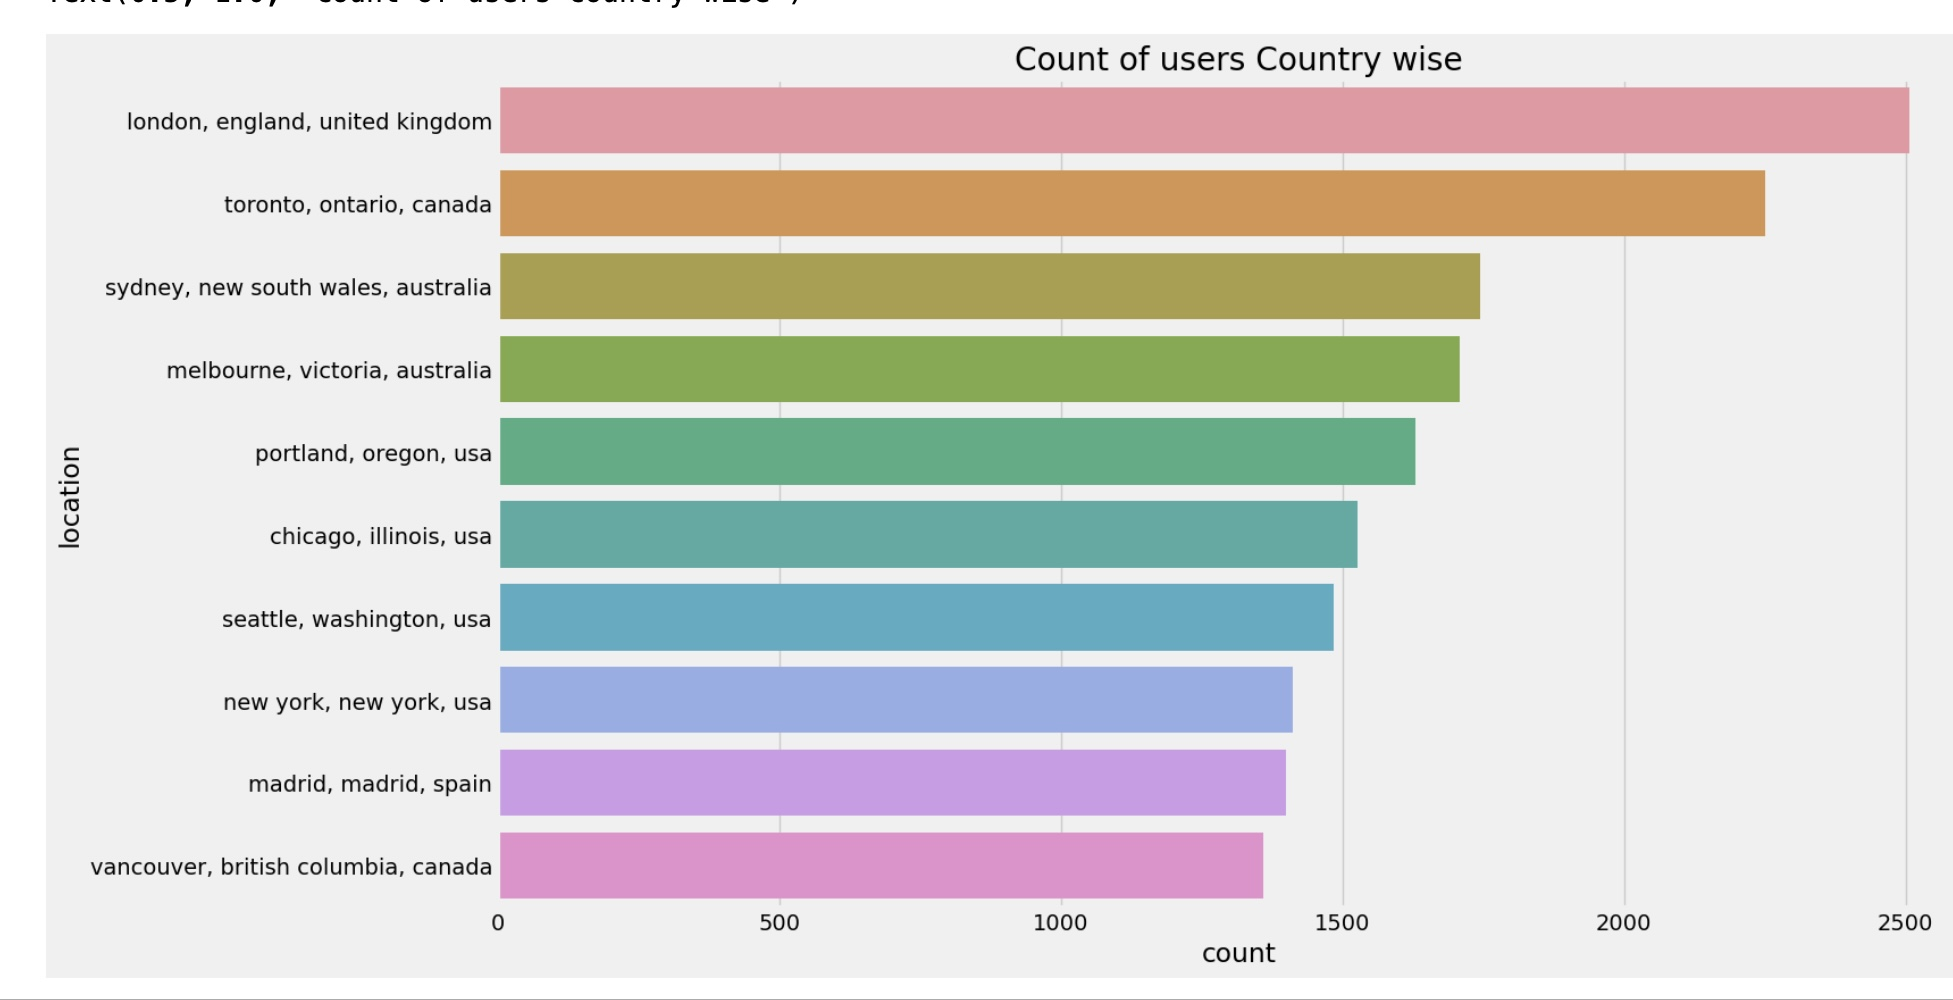 Count of users Country wise
london, england, united kingdom
toronto, ontario, canada
sydney, new south wales, australia
melbourne, victoria, australia
portland, oregon, usa
chicago, illinois, usa
seattle, washington, usa
new york, new york, usa
madrid, madrid, spain
vancouver, british columbia, canada
location
0 500 1000 1500 2000 2500
count